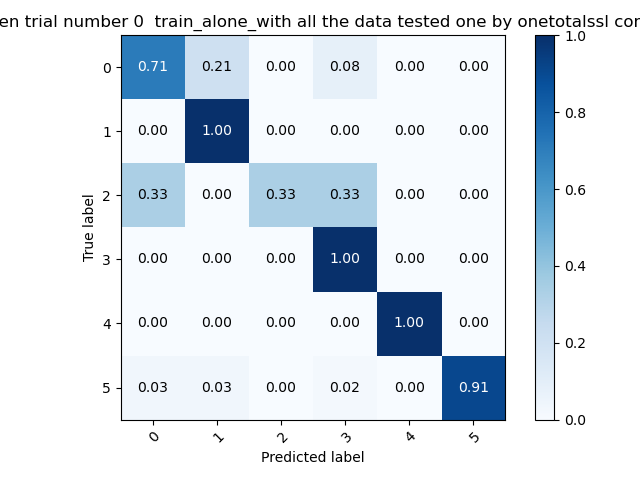 en trial number 0 train_alone_with all the data tested one by onetotalssl con
0 0.71 0.21 0.00 0.08 0.00 0.00
1 0.00 1.00 0.00 0.00 0.00 0.00
2 0.33 0.00 0.33 0.33 0.00 0.00
3 0.00 0.00 0.00 1.00 0.00 0.00
4 0.00 0.00 0.00 0.00 1.00 0.00
5 0.03 0.03 0.00 0.02 0.00 0.91
0 1 2 3 4 5
Predicted label
True label
1.0
0.8
0.6
0.4
0.2
0.0